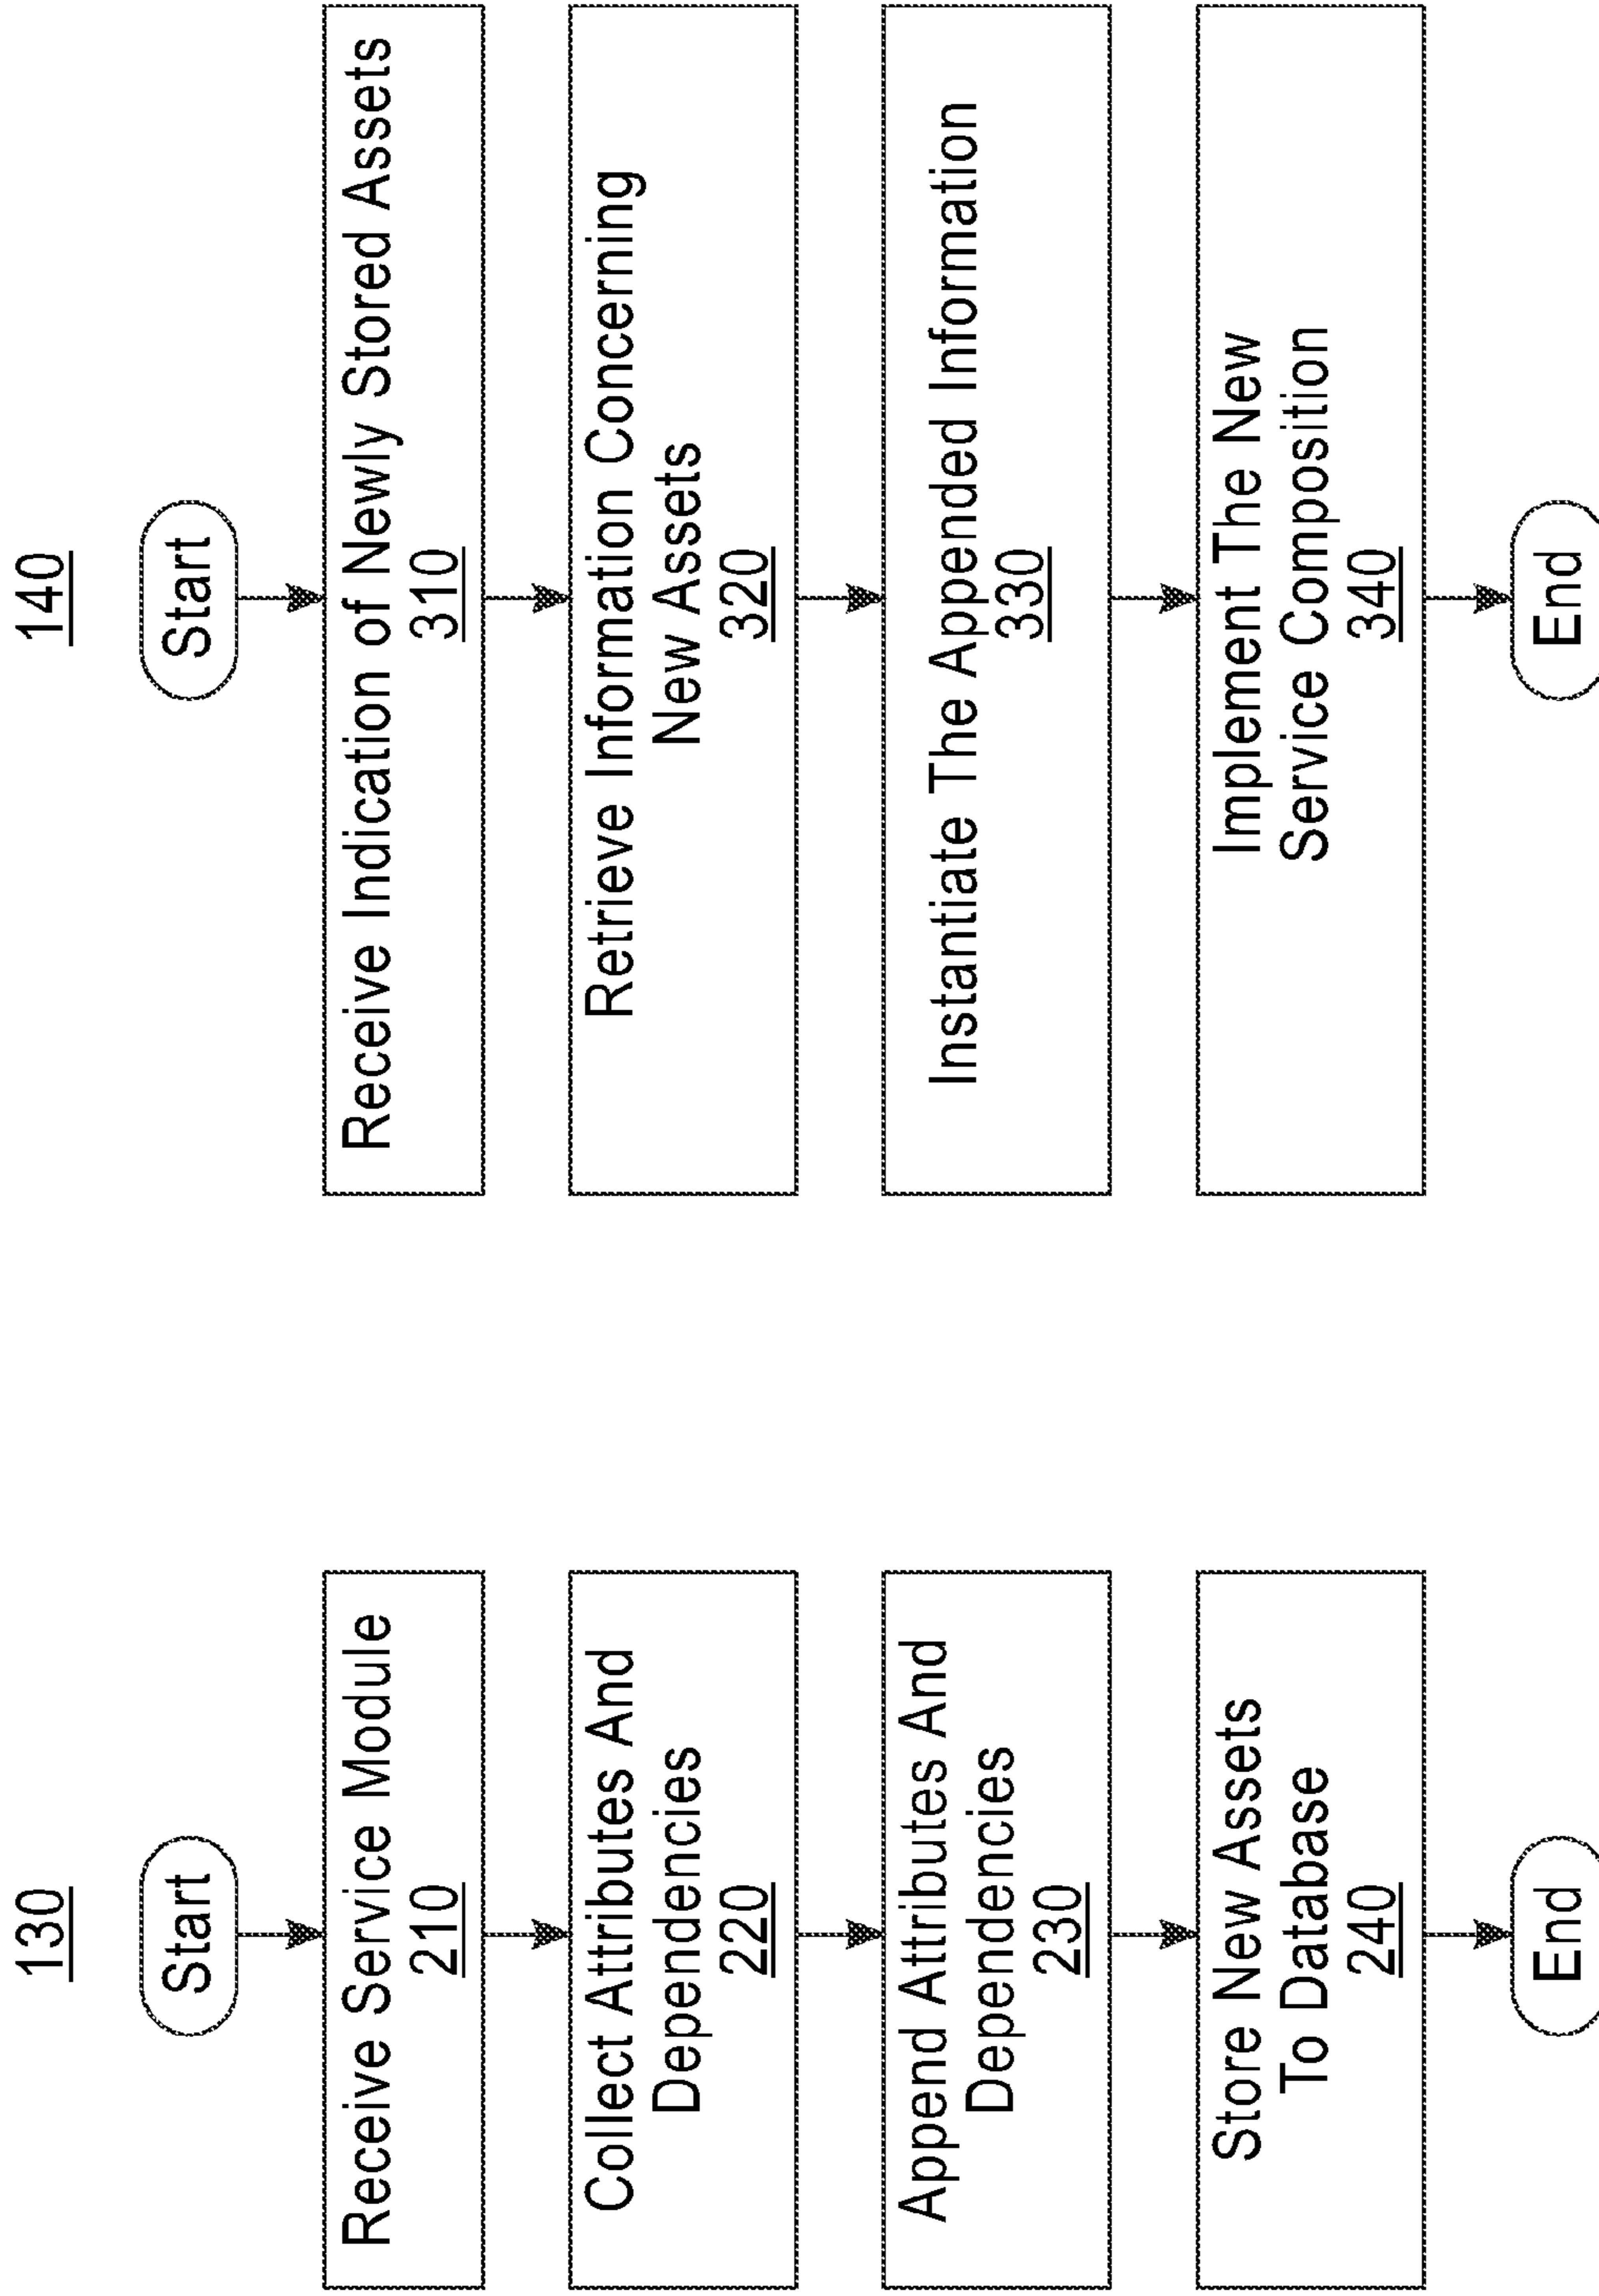 130
Start
Receive Service Module
210
Collect Attributes And
Dependencies
220
Append Attributes And
Dependencies
230
Store New Assets
To Database
240
End
140
Start
Receive Indication of Newly Stored Assets
310
Retrieve Information Concerning
New Assets
320
Instantiate The Appended Information
330
Implement The New
Service Composition
340
End